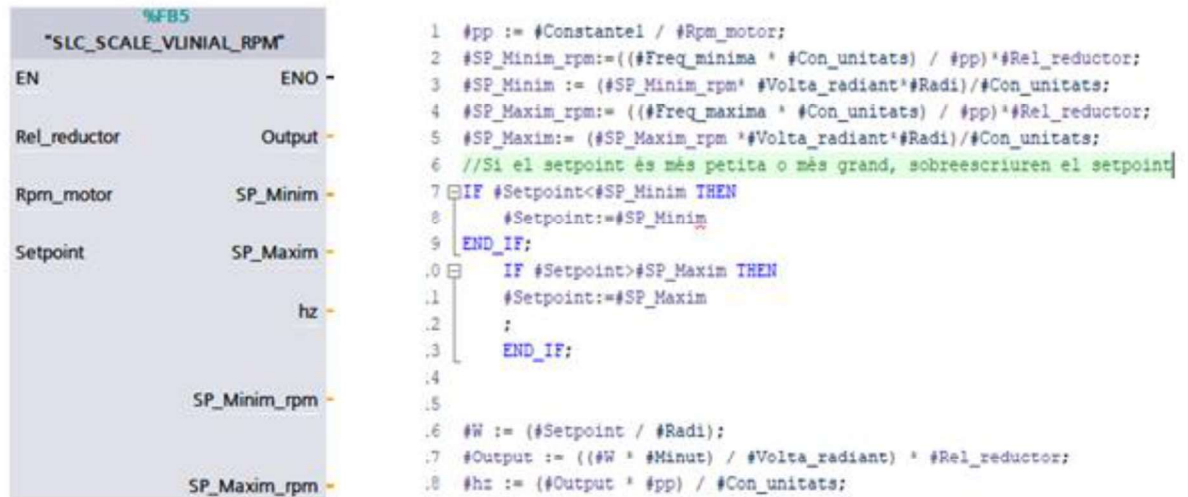 %FB5
"SLC_SCALE_VLINIAL_RPM"
EN
ENO
Rel_reductor
Output
Rpm_motor
SP_Minim
Setpoint
SP_Maxim
hz
SP_Minim_rpm
SP_Maxim_rpm
1 #pp := #Constante1 / #Rpm_motor;
2 #SP_Minim_rpm:=((#Freq_minima * #Con_unitats) / #pp)*#Rel_reductor;
3 #SP_Minim := (#SP_Minim_rpm* #Volta_radiant*#Radi)/#Con_unitats;
4 #SP_Maxim_rpm:= ((#Freq_maxima * #Con_unitats) / #pp)*#Rel_reductor;
5 #SP_Maxim:= (#SP_Maxim_rpm *#Volta_radiant*#Radi)/#Con_unitats;
6 //Si el setpoint és més petita o més grand, sobreescriuren el setpoint
7 IF #Setpoint<#SP_Minim THEN
8 #Setpoint:=#SP_Minim
9 END_IF;
.0 IF #Setpoint>#SP_Maxim THEN
.1 #Setpoint:=#SP_Maxim
.2 ;
.3 END_IF;
.4
.5
.6 #W := (#Setpoint / #Radi);
.7 #Output := ((#W * #Minut) / #Volta_radiant) * #Rel_reductor;
.8 #hz := (#Output * #pp) / #Con_unitats;